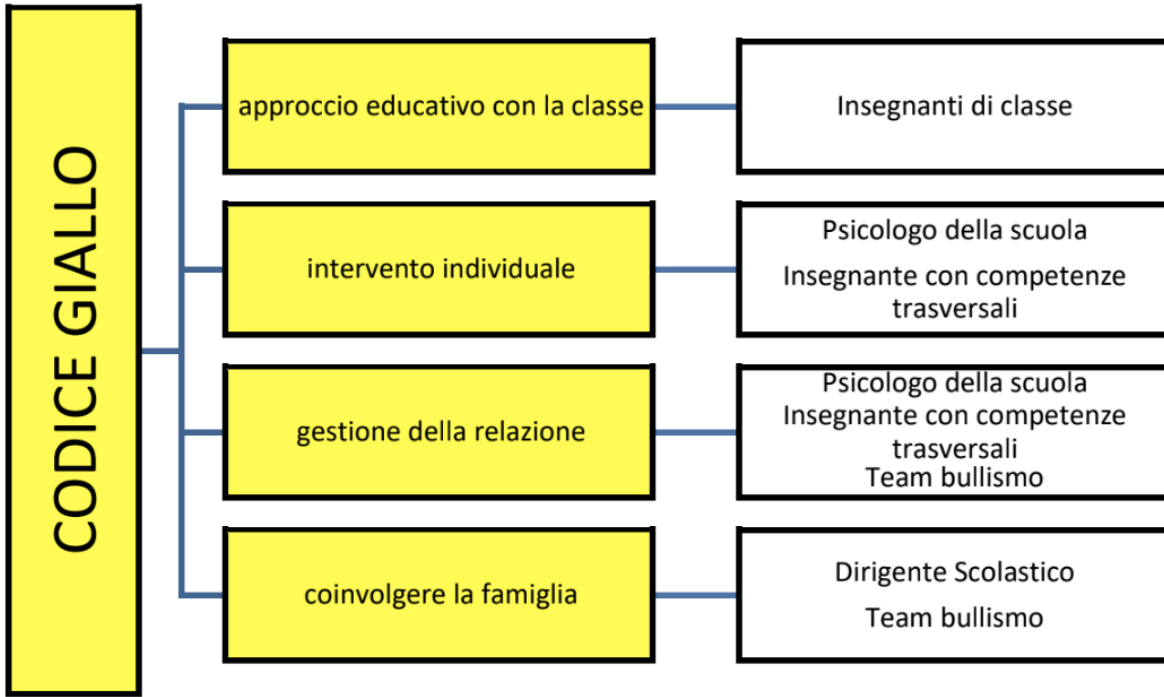 CODICE GIALLO
approccio educativo con la classe
Insegnanti di classe
intervento individuale
Psicologo della scuola
Insegnante con competenze
trasversali
gestione della relazione
Psicologo della scuola
Insegnante con competenze
trasversali
Team bullismo
coinvolgere la famiglia
Dirigente Scolastico
Team bullismo